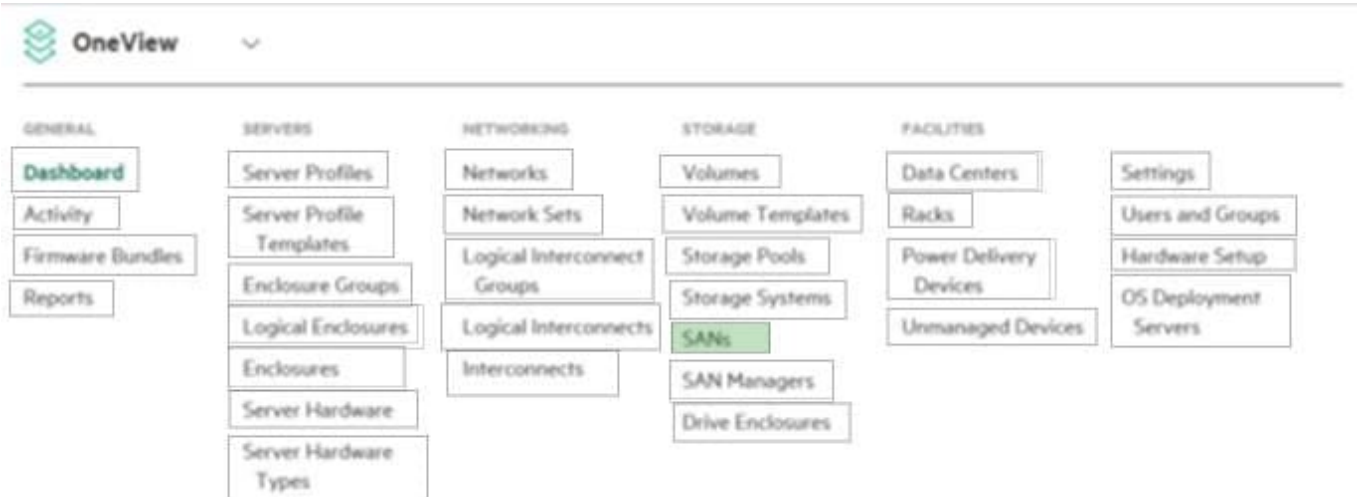 OneView
GENERAL
Dashboard
Activity
Firmware Bundles
Reports
SERVERS
Server Profiles
Server Profile
Templates
Enclosure Groups
Logical Enclosures
Enclosures
Server Hardware
Server Hardware
Types
NETWORKING
Networks
Network Sets
Logical Interconnect
Groups
Logical Interconnects
Interconnects
STORAGE
Volumes
Volume Templates
Storage Pools
Storage Systems
SANs
SAN Managers
Drive Enclosures
FACILITIES
Data Centers
Racks
Power Delivery
Devices
Unmanaged Devices
Settings
Users and Groups
Hardware Setup
OS Deployment
Servers